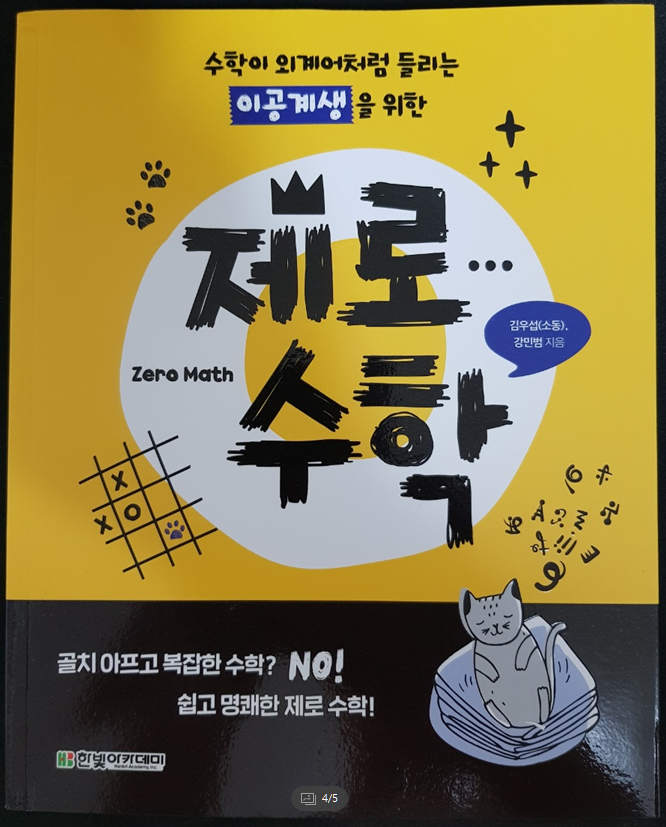 수학이 외계어처럼 들리는
이공계생을 위한
제로...
김우섭(소동),
강민범 지음
Zero Math
수학
X
X O
골치 아프고 복잡한 수학? NO!
쉽고 명쾌한 제로 수학!
HB 한빛아카데미
Hanbit Academy, Inc.
4/5